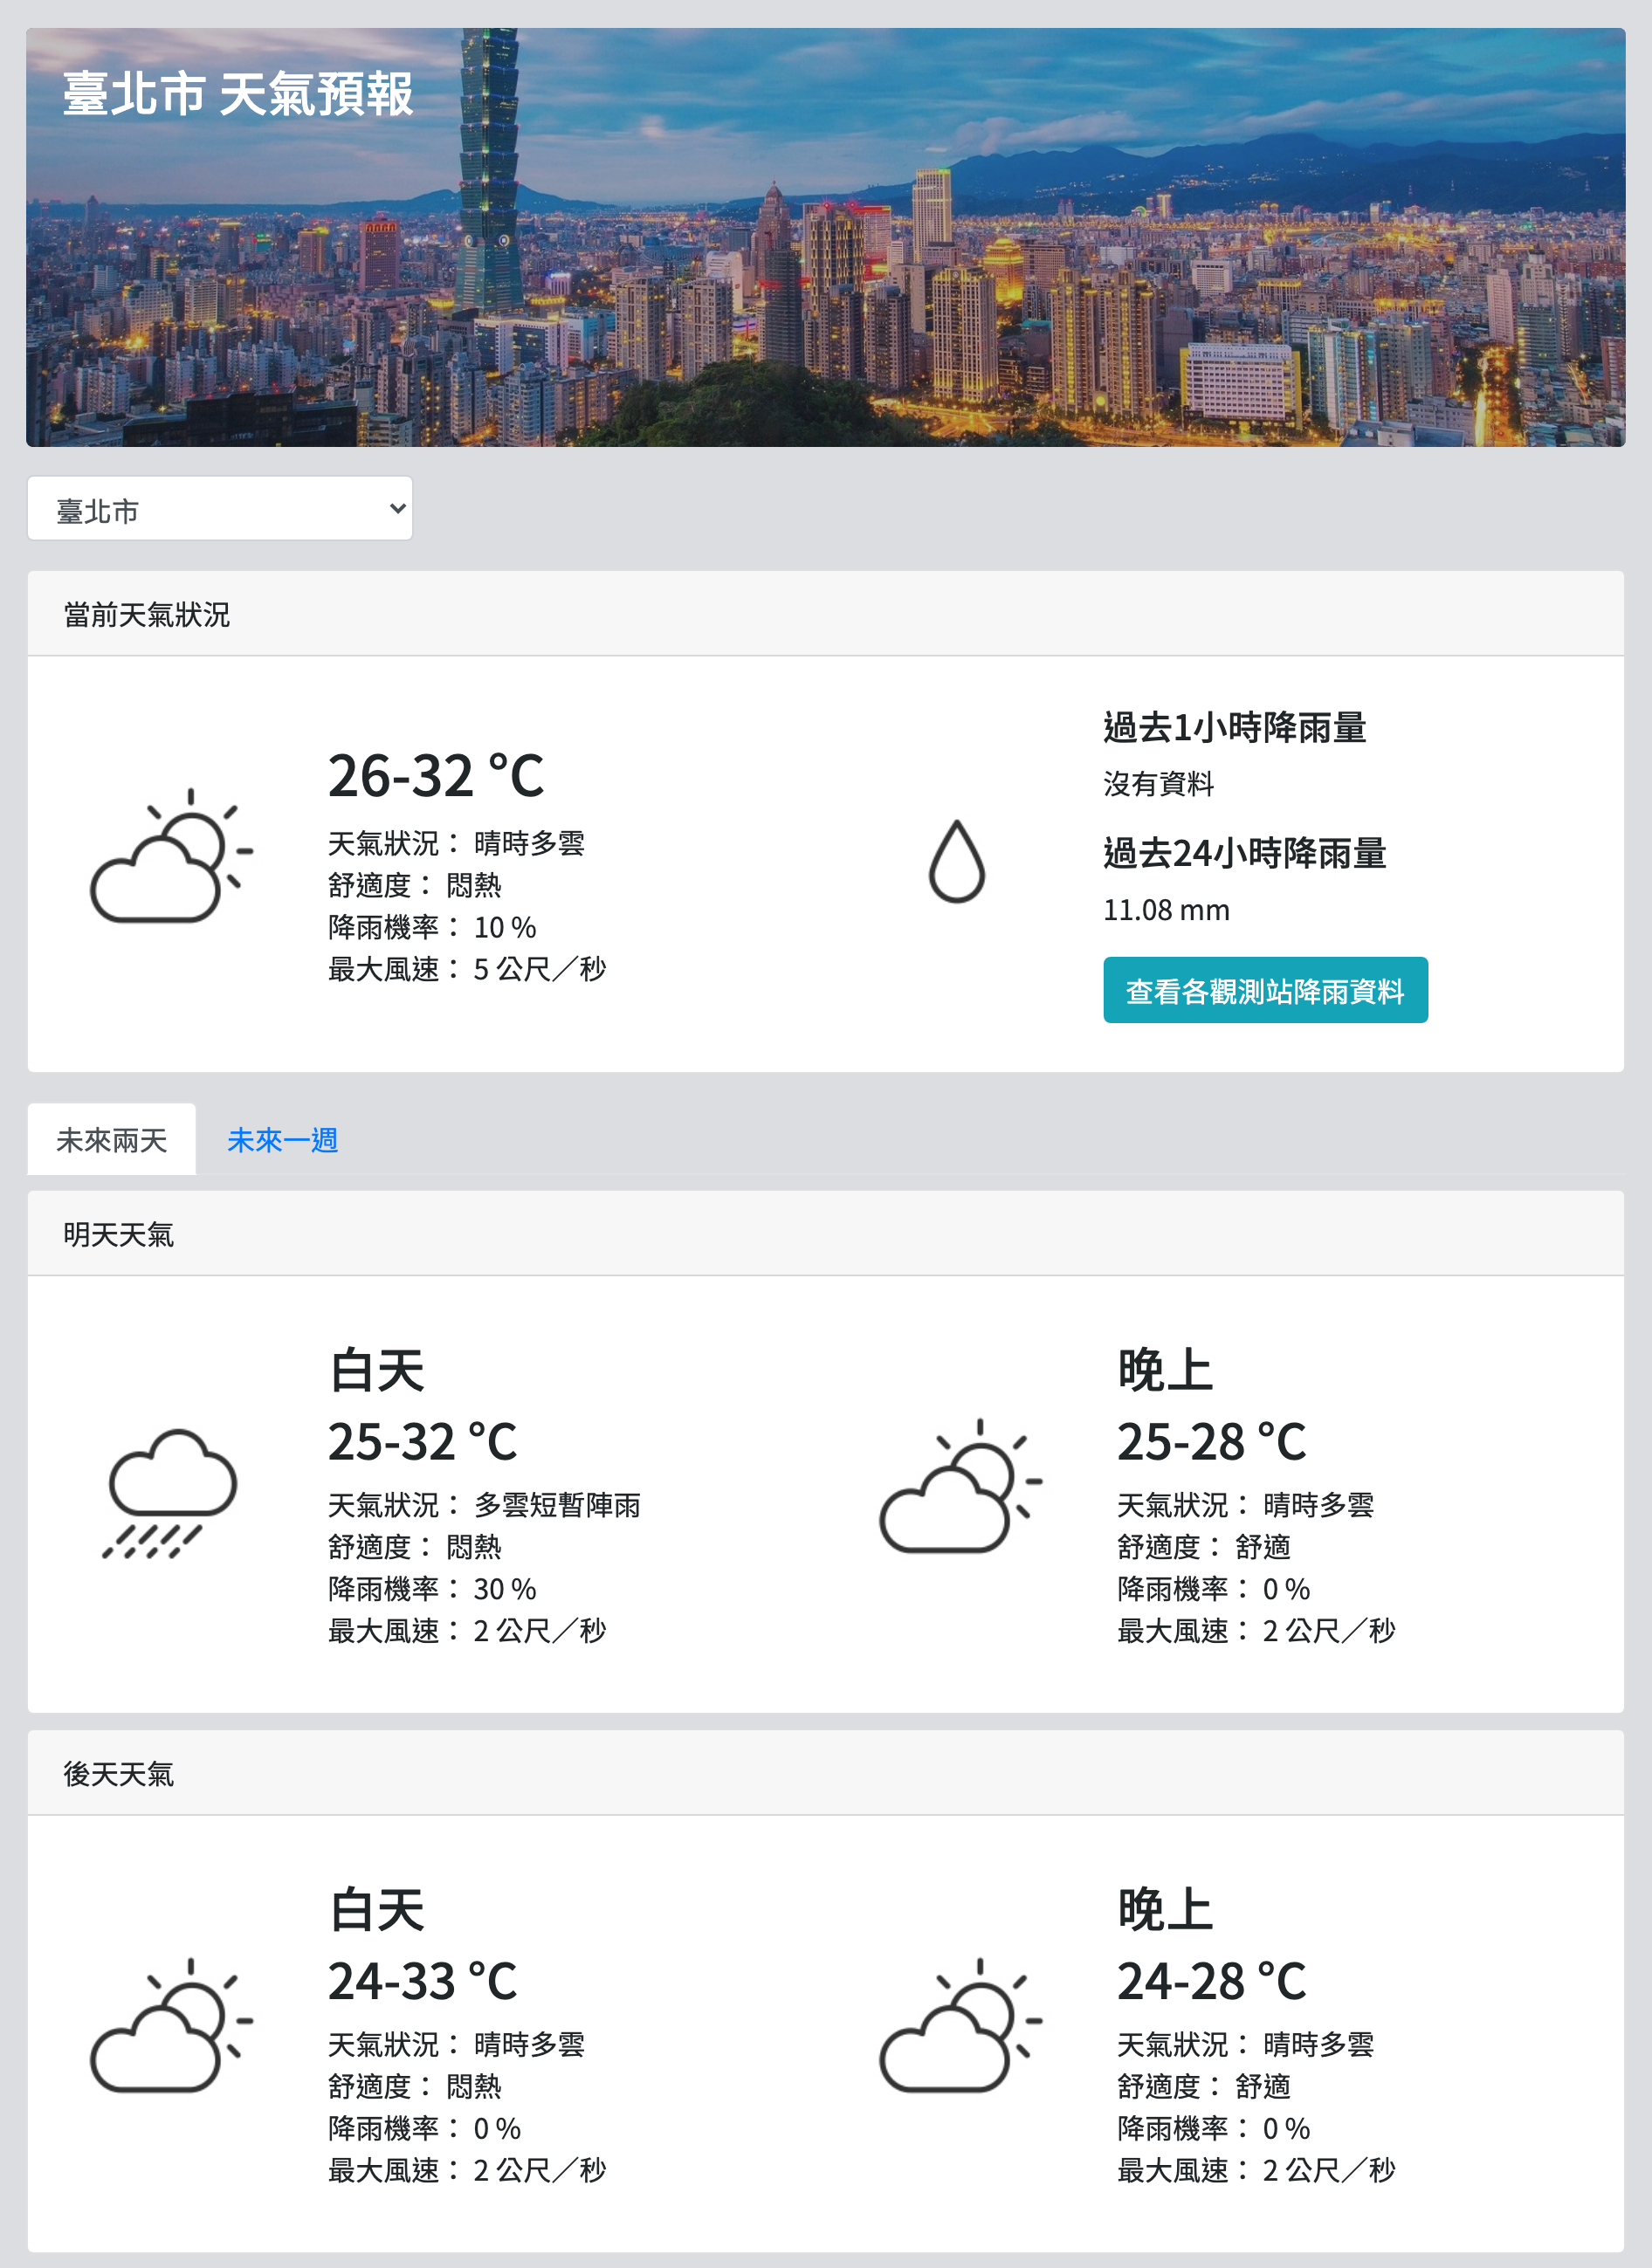 臺北市 天氣預報
臺北市
當前天氣狀況
26-32 °C
天氣狀況： 晴時多雲
舒適度： 悶熱
降雨機率： 10 %
最大風速： 5 公尺／秒
過去1小時降雨量
沒有資料
過去24小時降雨量
11.08 mm
查看各觀測站降雨資料
未來兩天
未來一週
明天天氣
白天
25-32 °C
天氣狀況： 多雲短暫陣雨
舒適度： 悶熱
降雨機率： 30 %
最大風速： 2 公尺／秒
晚上
25-28 °C
天氣狀況： 晴時多雲
舒適度： 舒適
降雨機率： 0 %
最大風速： 2 公尺／秒
後天天氣
白天
24-33 °C
天氣狀況： 晴時多雲
舒適度： 悶熱
降雨機率： 0 %
最大風速： 2 公尺／秒
晚上
24-28 °C
天氣狀況： 晴時多雲
舒適度： 舒適
降雨機率： 0 %
最大風速： 2 公尺／秒